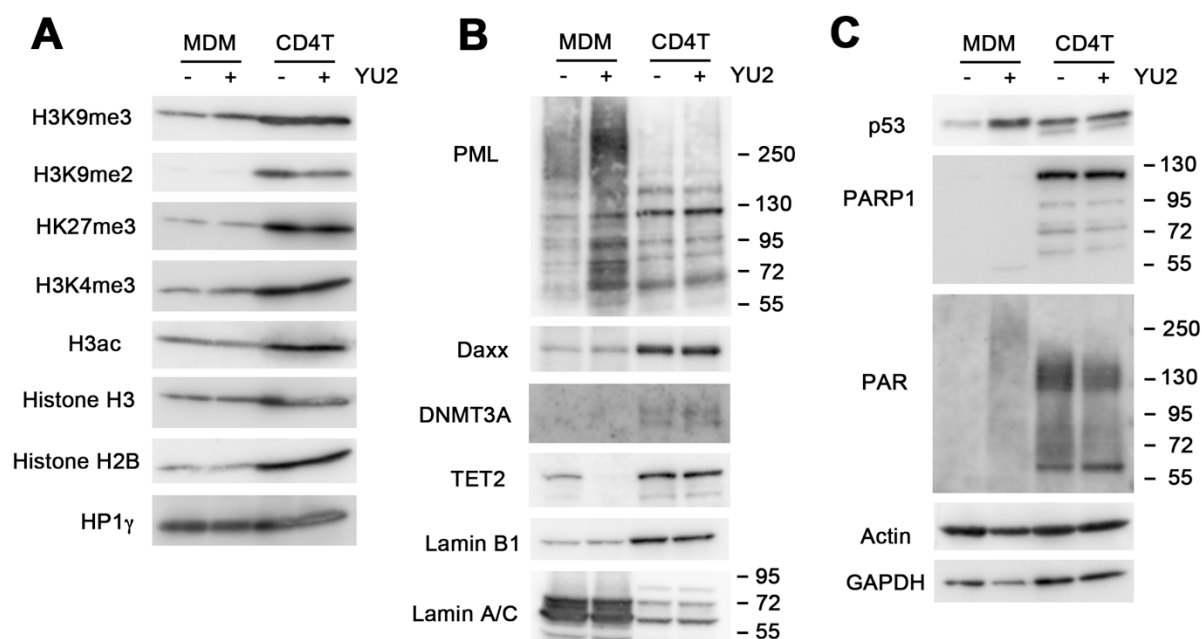 A
MDM CD4T
- + - + YU2
H3K9me3
H3K9me2
HK27me3
H3K4me3
H3ac
Histone H3
Histone H2B
HP1γ
B
MDM CD4T
- + - + YU2
PML
- 250
- 130
- 95
- 72
- 55
Daxx
DNMT3A
TET2
Lamin B1
Lamin A/C
- 95
- 72
- 55
C
MDM CD4T
- + - + YU2
p53
PARP1
- 130
- 95
- 72
- 55
PAR
- 250
- 130
- 95
- 72
- 55
Actin
GAPDH